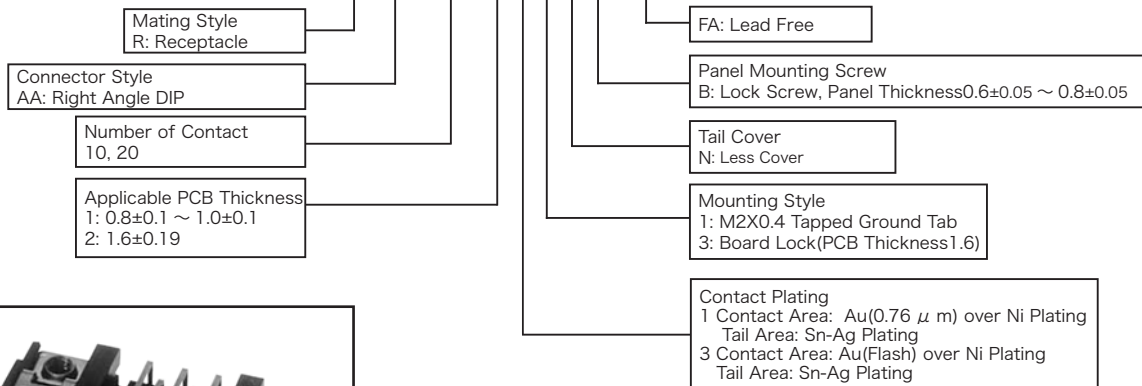 Mating Style
R: Receptacle
Connector Style
AA: Right Angle DIP
Number of Contact
10, 20
Applicable PCB Thickness
1: 0.8±0.1 ～ 1.0±0.1
2: 1.6±0.19
FA: Lead Free
Panel Mounting Screw
B: Lock Screw, Panel Thickness0.6±0.05 ～ 0.8±0.05
Tail Cover
N: Less Cover
Mounting Style
1: M2X0.4 Tapped Ground Tab
3: Board Lock(PCB Thickness1.6)
Contact Plating
1 Contact Area: Au(0.76 μ m) over Ni Plating
Tail Area: Sn-Ag Plating
3 Contact Area: Au(Flash) over Ni Plating
Tail Area: Sn-Ag Plating